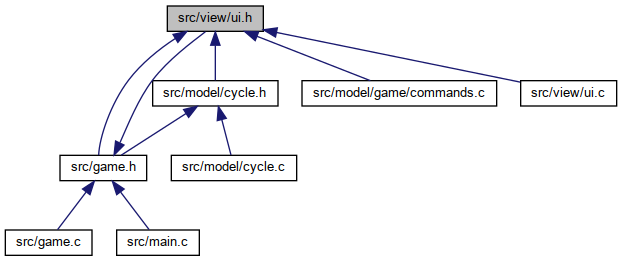 src/view/ui.h
src/model/cycle.h
src/model/game/commands.c
src/view/ui.c
src/game.h
src/model/cycle.c
src/game.c
src/main.c